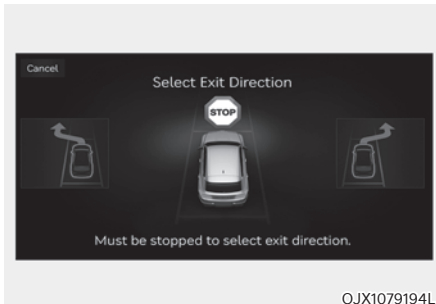 Cancel
Select Exit Direction
STOP
Must be stopped to select exit direction.
OJX1079194L